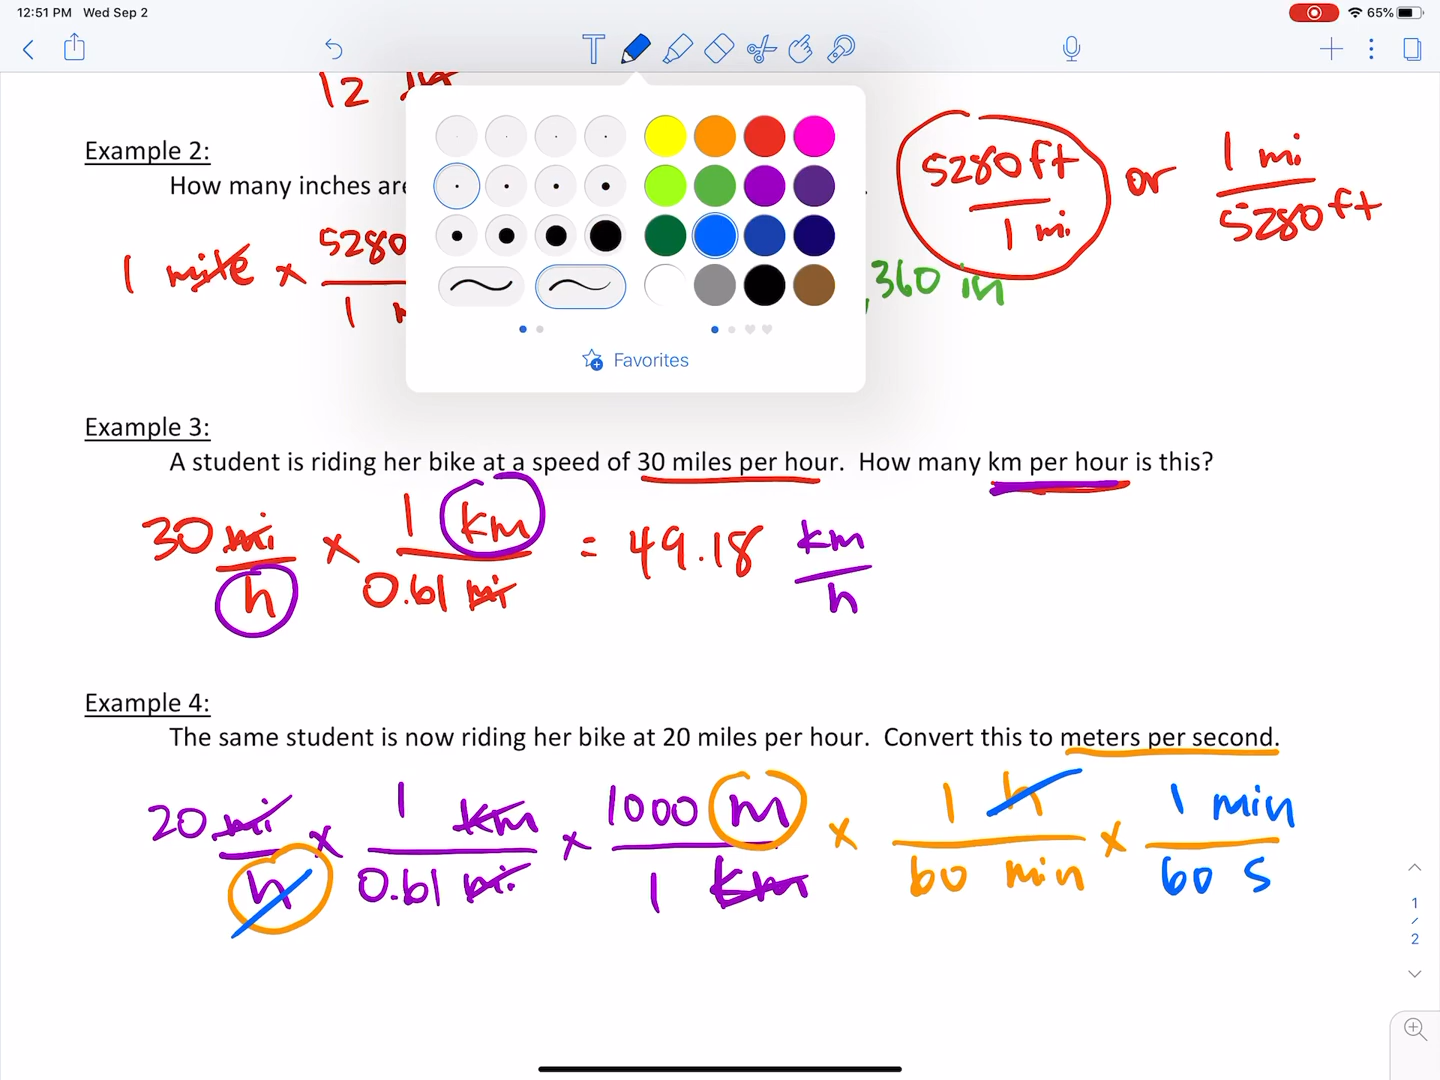 12:51 PM Wed Sep 2
65%
T
12
Example 2:
How many inches are
1 mile × 5280
1
5280 ft
1 mi.
or
1 mi
5280 ft
,360 in
Favorites
Example 3:
A student is riding her bike at a speed of 30 miles per hour. How many km per hour is this?
30 mi × 1 km = 49.18 km
h 0.61 mi h
Example 4:
The same student is now riding her bike at 20 miles per hour. Convert this to meters per second.
20 mi × 1 km × 1000 m × 1 h × 1 min
h 0.61 mi. 1 km 60 min 60 s
1
/
2